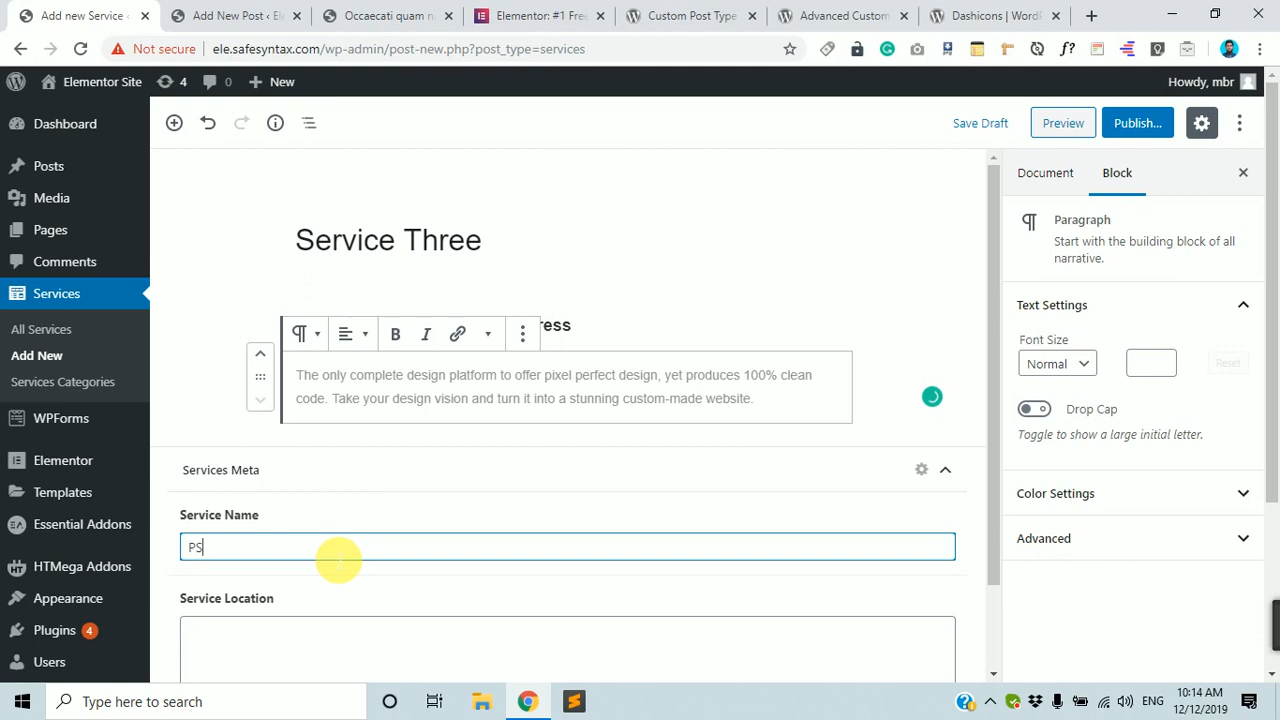 Add new Service ‹
Add New Post ‹ Ele
Occaecati quam n
Elementor: #1 Free
Custom Post Type
Advanced Custom
Dashicons | WordP
Not secure
ele.safesyntax.com/wp-admin/post-new.php?post_type=services
Elementor Site
4
0
New
Howdy, mbr
Dashboard
Posts
Media
Pages
Comments
Services
All Services
Add New
Services Categories
WPForms
Elementor
Templates
Essential Addons
HTMega Addons
Appearance
Plugins 4
Users
Save Draft
Preview
Publish...
Service Three
ress
B I
The only complete design platform to offer pixel perfect design, yet produces 100% clean
code. Take your design vision and turn it into a stunning custom-made website.
Services Meta
Service Name
PS
Service Location
Document
Block
Paragraph
Start with the building block of all
narrative.
Text Settings
Font Size
Normal
Reset
Drop Cap
Toggle to show a large initial letter.
Color Settings
Advanced
Type here to search
ENG
10:14 AM
12/12/2019